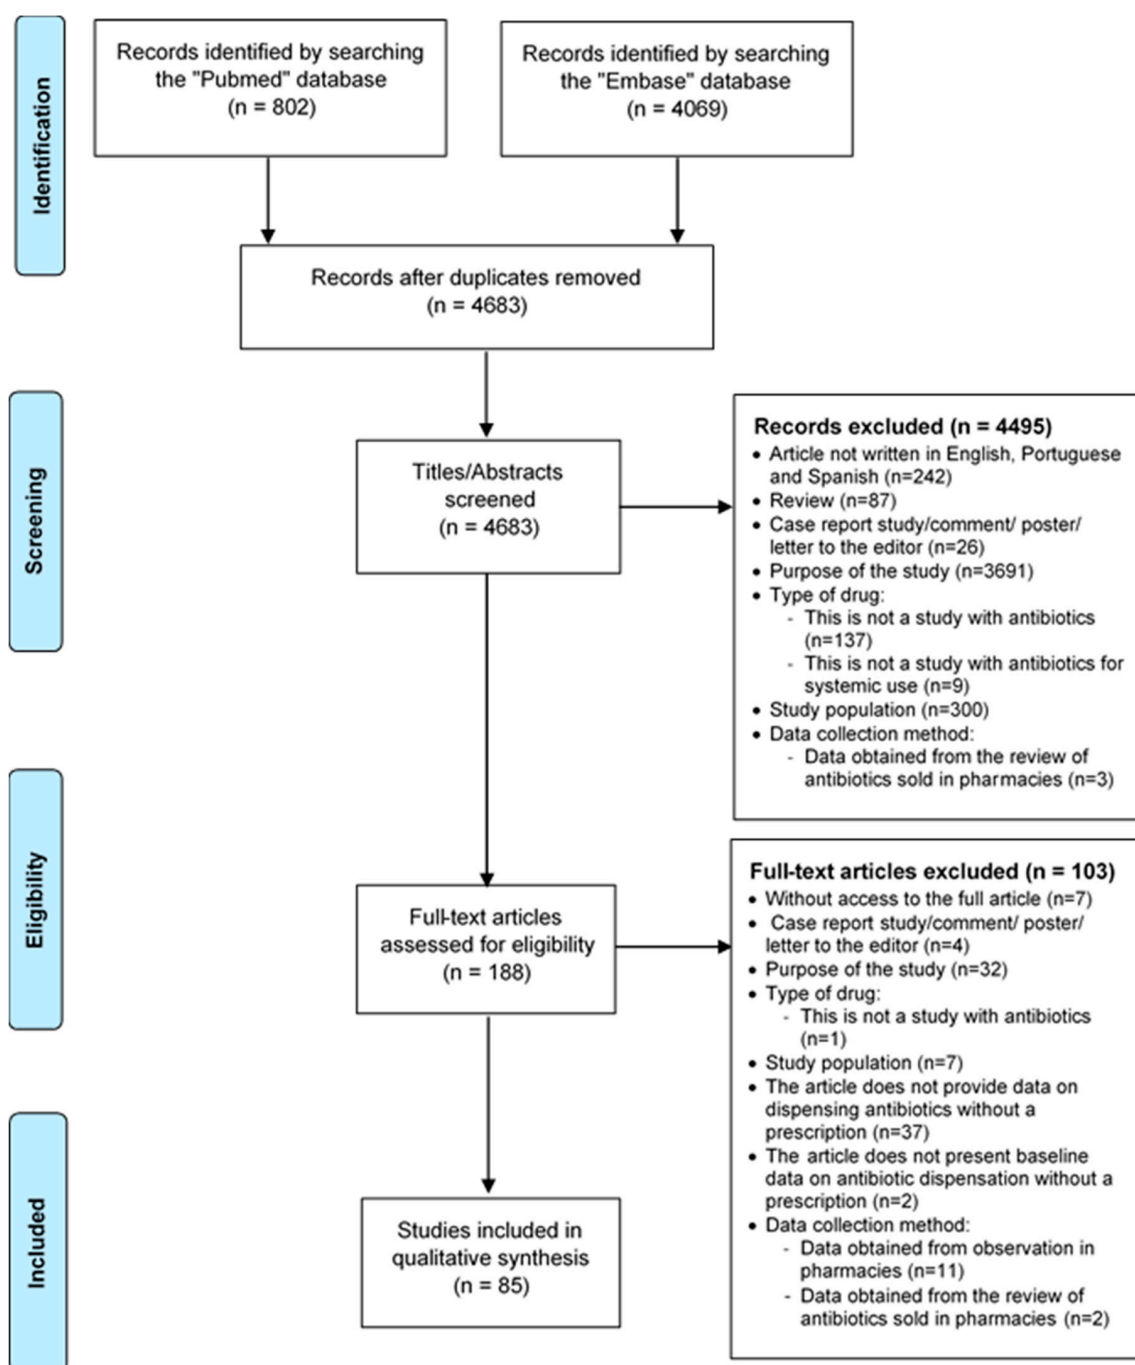 Identification
Records identified by searching
the "Pubmed" database
(n = 802)
Records identified by searching
the "Embase" database
(n = 4069)
Records after duplicates removed
(n = 4683)
Screening
Titles/Abstracts
screened
(n = 4683)
Records excluded (n = 4495)
• Article not written in English, Portuguese
and Spanish (n=242)
• Review (n=87)
• Case report study/comment/ poster/
letter to the editor (n=26)
• Purpose of the study (n=3691)
• Type of drug:
- This is not a study with antibiotics
(n=137)
- This is not a study with antibiotics for
systemic use (n=9)
• Study population (n=300)
• Data collection method:
- Data obtained from the review of
antibiotics sold in pharmacies (n=3)
Eligibility
Full-text articles
assessed for eligibility
(n = 188)
Full-text articles excluded (n = 103)
• Without access to the full article (n=7)
• Case report study/comment/ poster/
letter to the editor (n=4)
• Purpose of the study (n=32)
• Type of drug:
- This is not a study with antibiotics
(n=1)
• Study population (n=7)
• The article does not provide data on
dispensing antibiotics without a
prescription (n=37)
• The article does not present baseline
data on antibiotic dispensation without a
prescription (n=2)
• Data collection method:
- Data obtained from observation in
pharmacies (n=11)
- Data obtained from the review of
antibiotics sold in pharmacies (n=2)
Included
Studies included in
qualitative synthesis
(n = 85)